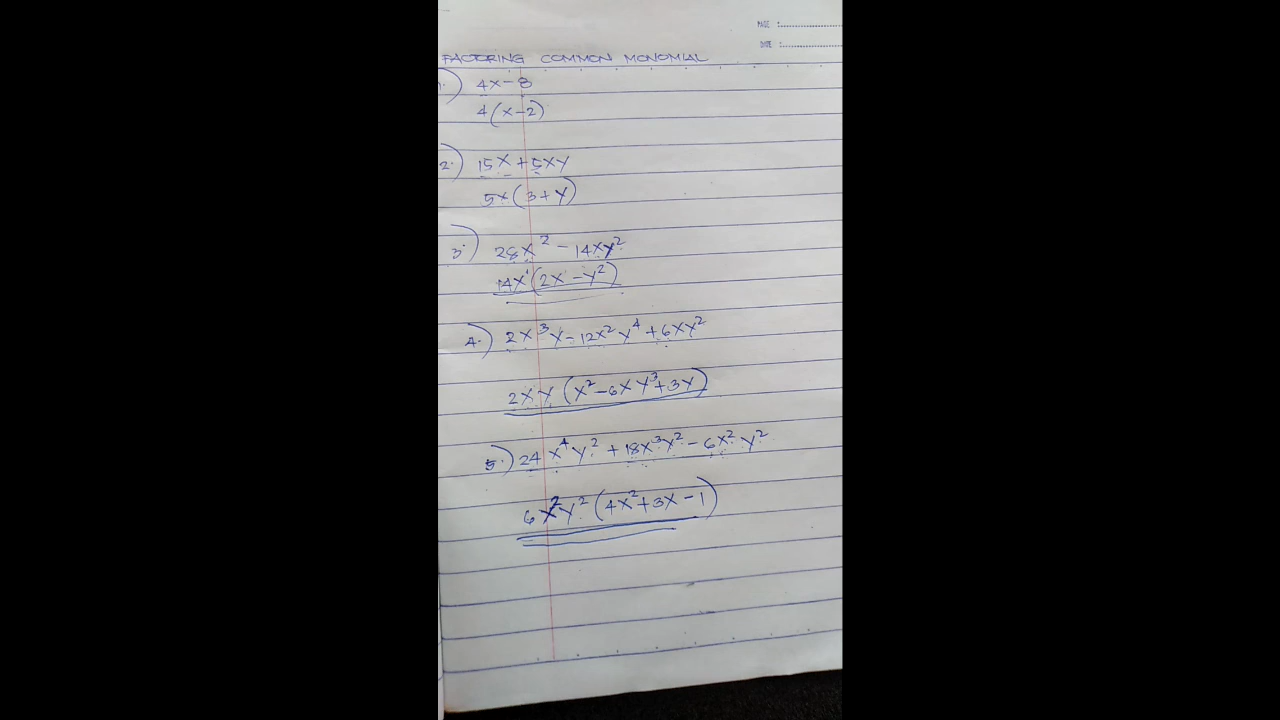 PAGE :
DATE :
FACTORING COMMON MONOMIAL
1.) 4x - 8
4(x-2)
2.) 15x + 5xy
5x(3+y)
3.) 28x² - 14xy²
14x¹(2x - y²)
4.) 2x³y - 12x²y⁴ + 6xy²
2xy(x² - 6xy³ + 3y)
5.) 24x⁴y² + 18x³y² - 6x²y²
6x²y²(4x² + 3x - 1)